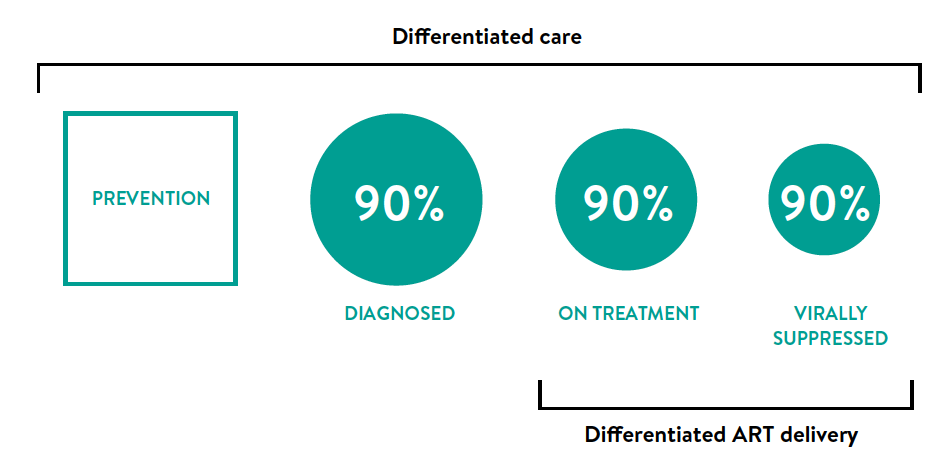 Differentiated care
PREVENTION
90%
90%
90%
DIAGNOSED
ON TREATMENT
VIRALLY
SUPPRESSED
Differentiated ART delivery